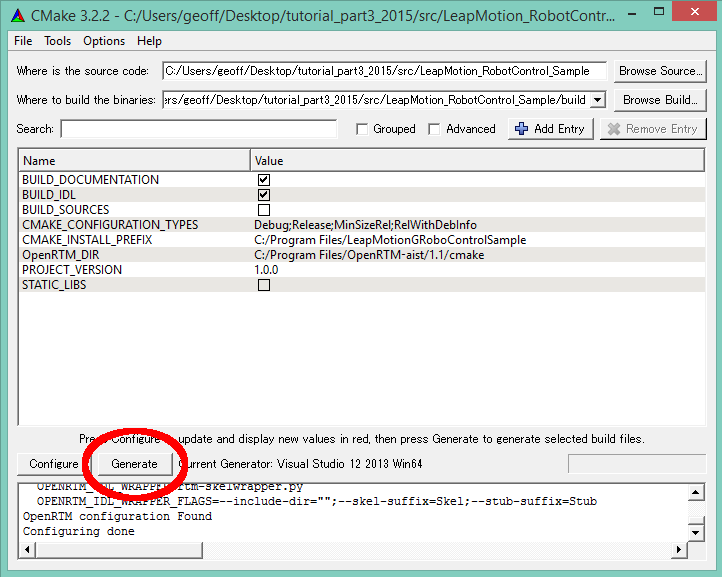 CMake 3.2.2 - C:/Users/geoff/Desktop/tutorial_part3_2015/src/LeapMotion_RobotContr...
File Tools Options Help
Where is the source code: C:/Users/geoff/Desktop/tutorial_part3_2015/src/LeapMotion_RobotControl_Sample Browse Source...
Where to build the binaries: ers/geoff/Desktop/tutorial_part3_2015/src/LeapMotion_RobotControl_Sample/build Browse Build...
Search: Grouped Advanced Add Entry Remove Entry
Name Value
BUILD_DOCUMENTATION
BUILD_IDL
BUILD_SOURCES
CMAKE_CONFIGURATION_TYPES Debug;Release;MinSizeRel;RelWithDebInfo
CMAKE_INSTALL_PREFIX C:/Program Files/LeapMotionGRoboControlSample
OpenRTM_DIR C:/Program Files/OpenRTM-aist/1.1/cmake
PROJECT_VERSION 1.0.0
STATIC_LIBS
Press Configure update and display new values in red, then press Generate to generate selected build files.
Configure Generate Current Generator: Visual Studio 12 2013 Win64
OPENRTM_IDL_WRAPPER=rtm-skelwrapper.py
OPENRTM_IDL_WRAPPER_FLAGS=--include-dir="";--skel-suffix=Skel;--stub-suffix=Stub
OpenRTM configuration Found
Configuring done